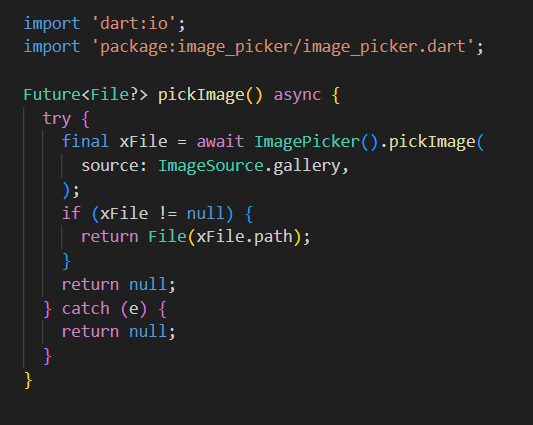 import 'dart:io';
import 'package:image_picker/image_picker.dart';

Future<File?> pickImage() async {
  try {
    final xFile = await ImagePicker().pickImage(
      source: ImageSource.gallery,
    );
    if (xFile != null) {
      return File(xFile.path);
    }
    return null;
  } catch (e) {
    return null;
  }
}